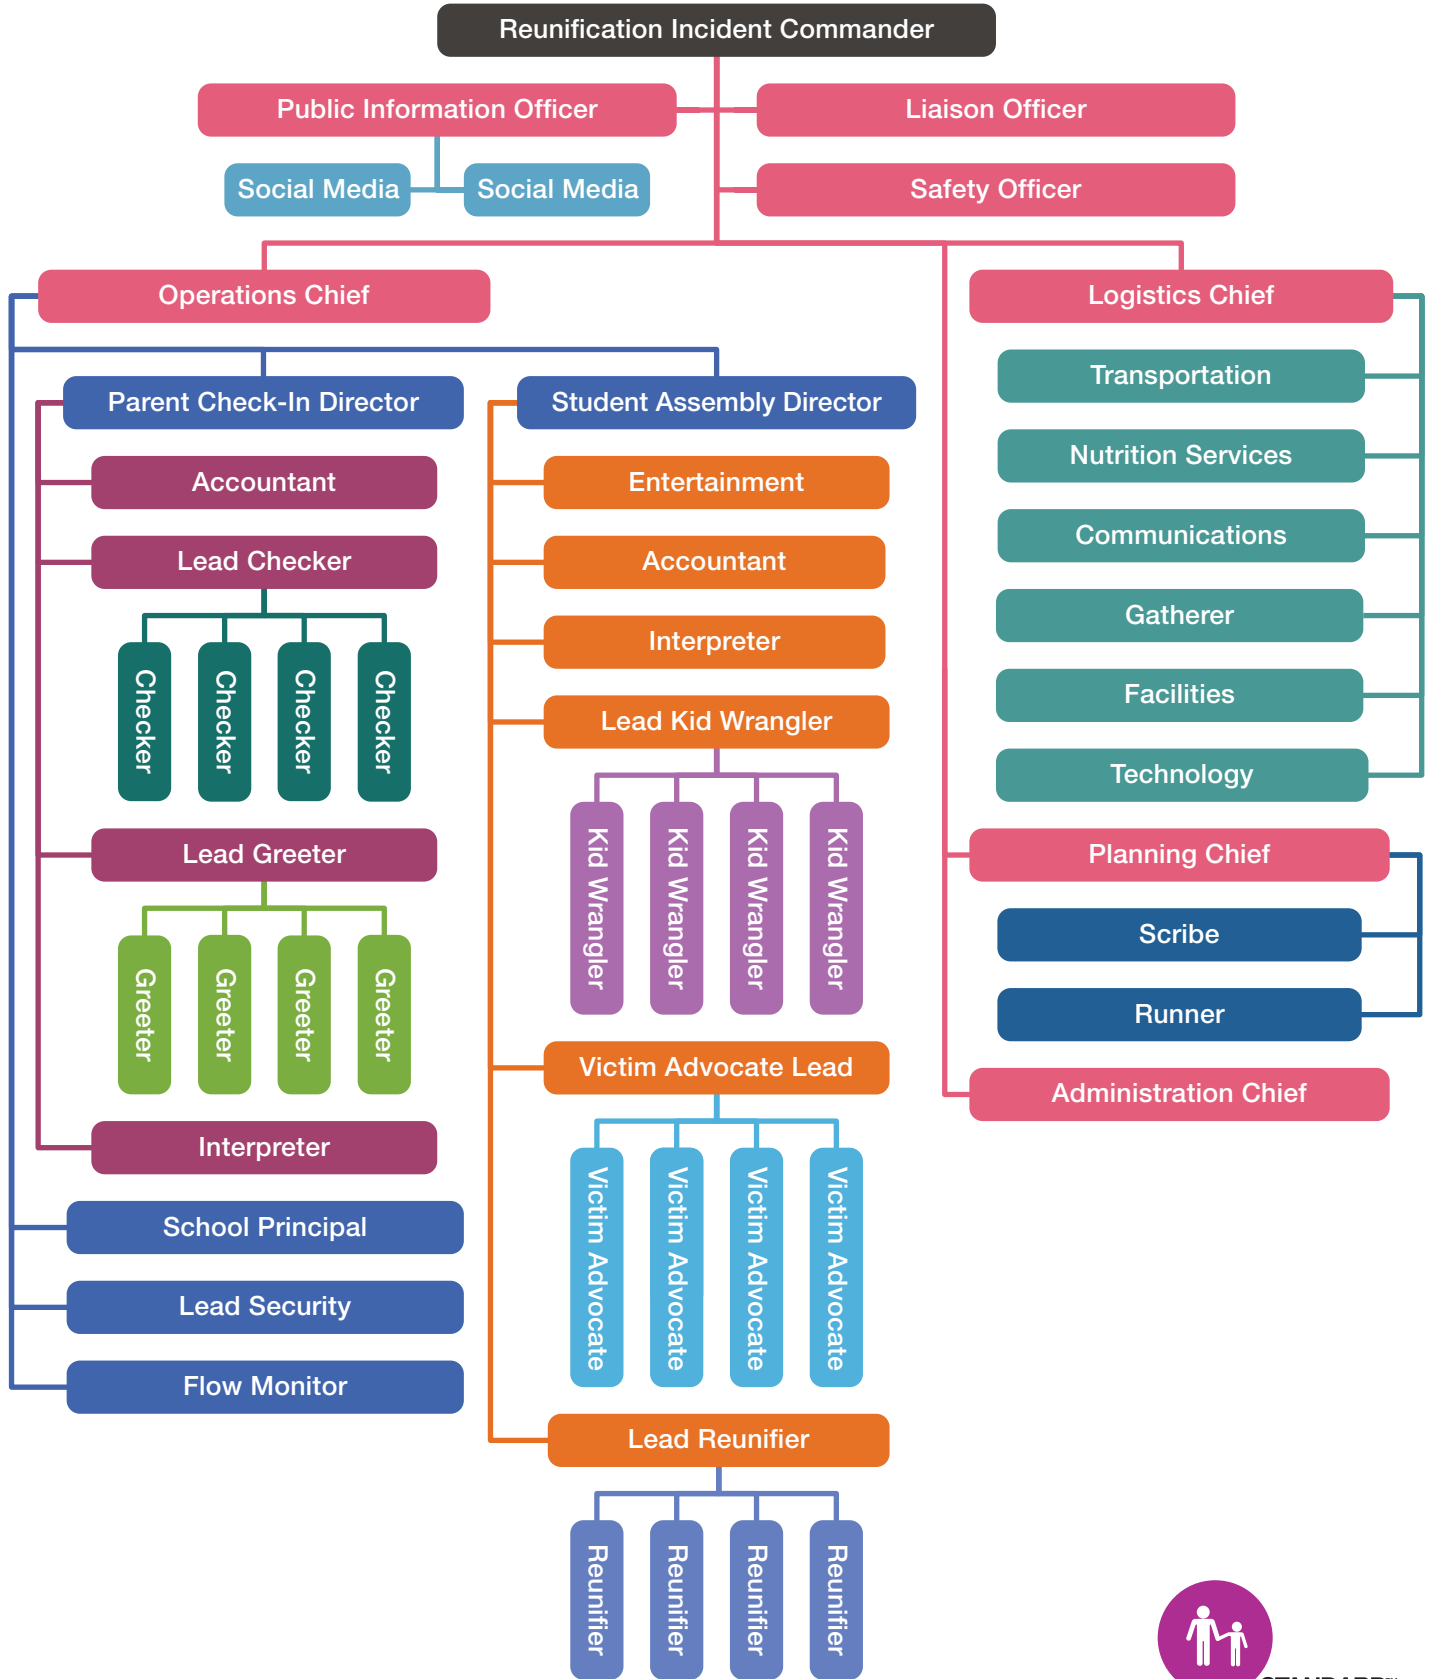 Reunification Incident Commander
Public Information Officer
Liaison Officer
Social Media
Social Media
Safety Officer
Operations Chief
Logistics Chief
Parent Check-In Director
Accountant
Lead Checker
Checker
Checker
Checker
Checker
Lead Greeter
Greeter
Greeter
Greeter
Greeter
Interpreter
School Principal
Lead Security
Flow Monitor
Student Assembly Director
Entertainment
Accountant
Interpreter
Lead Kid Wrangler
Kid Wrangler
Kid Wrangler
Kid Wrangler
Kid Wrangler
Victim Advocate Lead
Victim Advocate
Victim Advocate
Victim Advocate
Victim Advocate
Lead Reunifier
Reunifier
Reunifier
Reunifier
Reunifier
Transportation
Nutrition Services
Communications
Gatherer
Facilities
Technology
Planning Chief
Scribe
Runner
Administration Chief